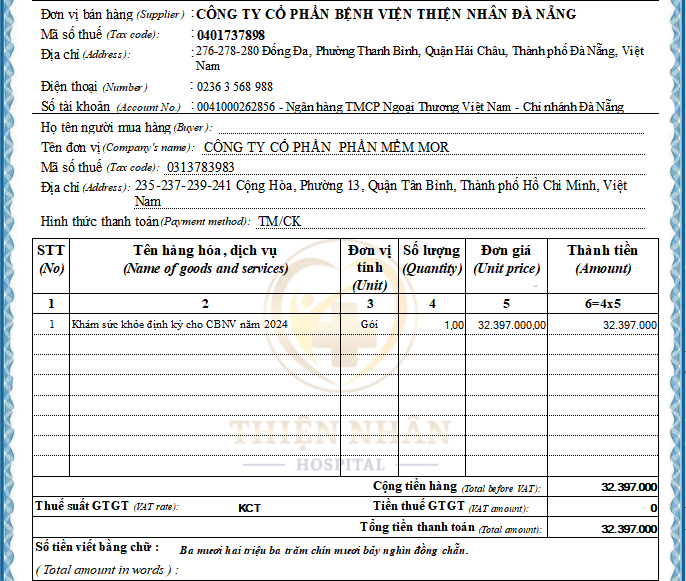 Đơn vị bán hàng (Supplier) : CÔNG TY CỔ PHẦN BỆNH VIỆN THIỆN NHÂN ĐÀ NẴNG
Mã số thuế (Tax code): 0401737898
Địa chỉ (Address): : 276-278-280 Đống Đa, Phường Thanh Bình, Quận Hải Châu, Thành phố Đà Nẵng, Việt
Nam
Điện thoại (Number) : 0236 3 568 988
Số tài khoản (Account No.) : 0041000262856 - Ngân hàng TMCP Ngoại Thương Việt Nam - Chi nhánh Đà Nẵng
Họ tên người mua hàng (Buyer):
Tên đơn vị (Company's name): CÔNG TY CỔ PHẦN PHẦN MỀM MOR
Mã số thuế (Tax code): 0313783983
Địa chỉ (Address): 235-237-239-241 Cộng Hòa, Phường 13, Quận Tân Bình, Thành phố Hồ Chí Minh, Việt
Nam
Hình thức thanh toán (Payment method): TM/CK
STT Tên hàng hóa, dịch vụ Đơn vị Số lượng Đơn giá Thành tiền
(No) (Name of goods and services) tính (Quantity) (Unit price) (Amount)
(Unit)
1 2 3 4 5 6=4x5
1 Khám sức khỏe định kỳ cho CBNV năm 2024 Gói 1,00 32.397.000,00 32.397.000
THIỆN NHÂN
HOSPITAL
Cộng tiền hàng (Total before VAT): 32.397.000
Thuế suất GTGT (VAT rate): KCT Tiền thuế GTGT (VAT amount): 0
Tổng tiền thanh toán (Total amount): 32.397.000
Số tiền viết bằng chữ : Ba mươi hai triệu ba trăm chín mươi bảy nghìn đồng chẵn.
( Total amount in words ) :